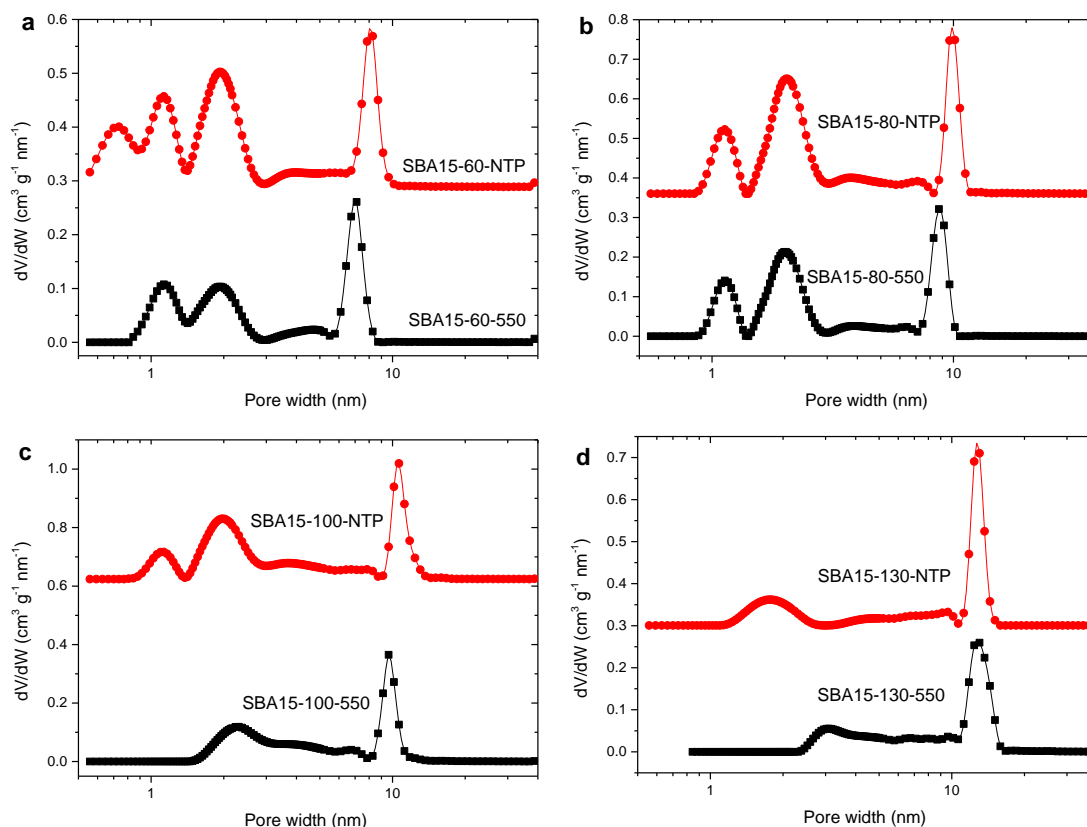 a
0.6
0.5
0.4
0.3
0.2
0.1
0.0
dV/dW (cm³ g⁻¹ nm⁻¹)
SBA15-60-NTP
SBA15-60-550
1
10
Pore width (nm)
b
0.8
0.7
0.6
0.5
0.4
0.3
0.2
0.1
0.0
dV/dW (cm³ g⁻¹ nm⁻¹)
SBA15-80-NTP
SBA15-80-550
1
10
Pore width (nm)
c
1.0
0.8
0.6
0.4
0.2
0.0
dV/dW (cm³ g⁻¹ nm⁻¹)
SBA15-100-NTP
SBA15-100-550
1
10
Pore width (nm)
d
0.7
0.6
0.5
0.4
0.3
0.2
0.1
0.0
dV/dW (cm³ g⁻¹ nm⁻¹)
SBA15-130-NTP
SBA15-130-550
1
10
Pore width (nm)